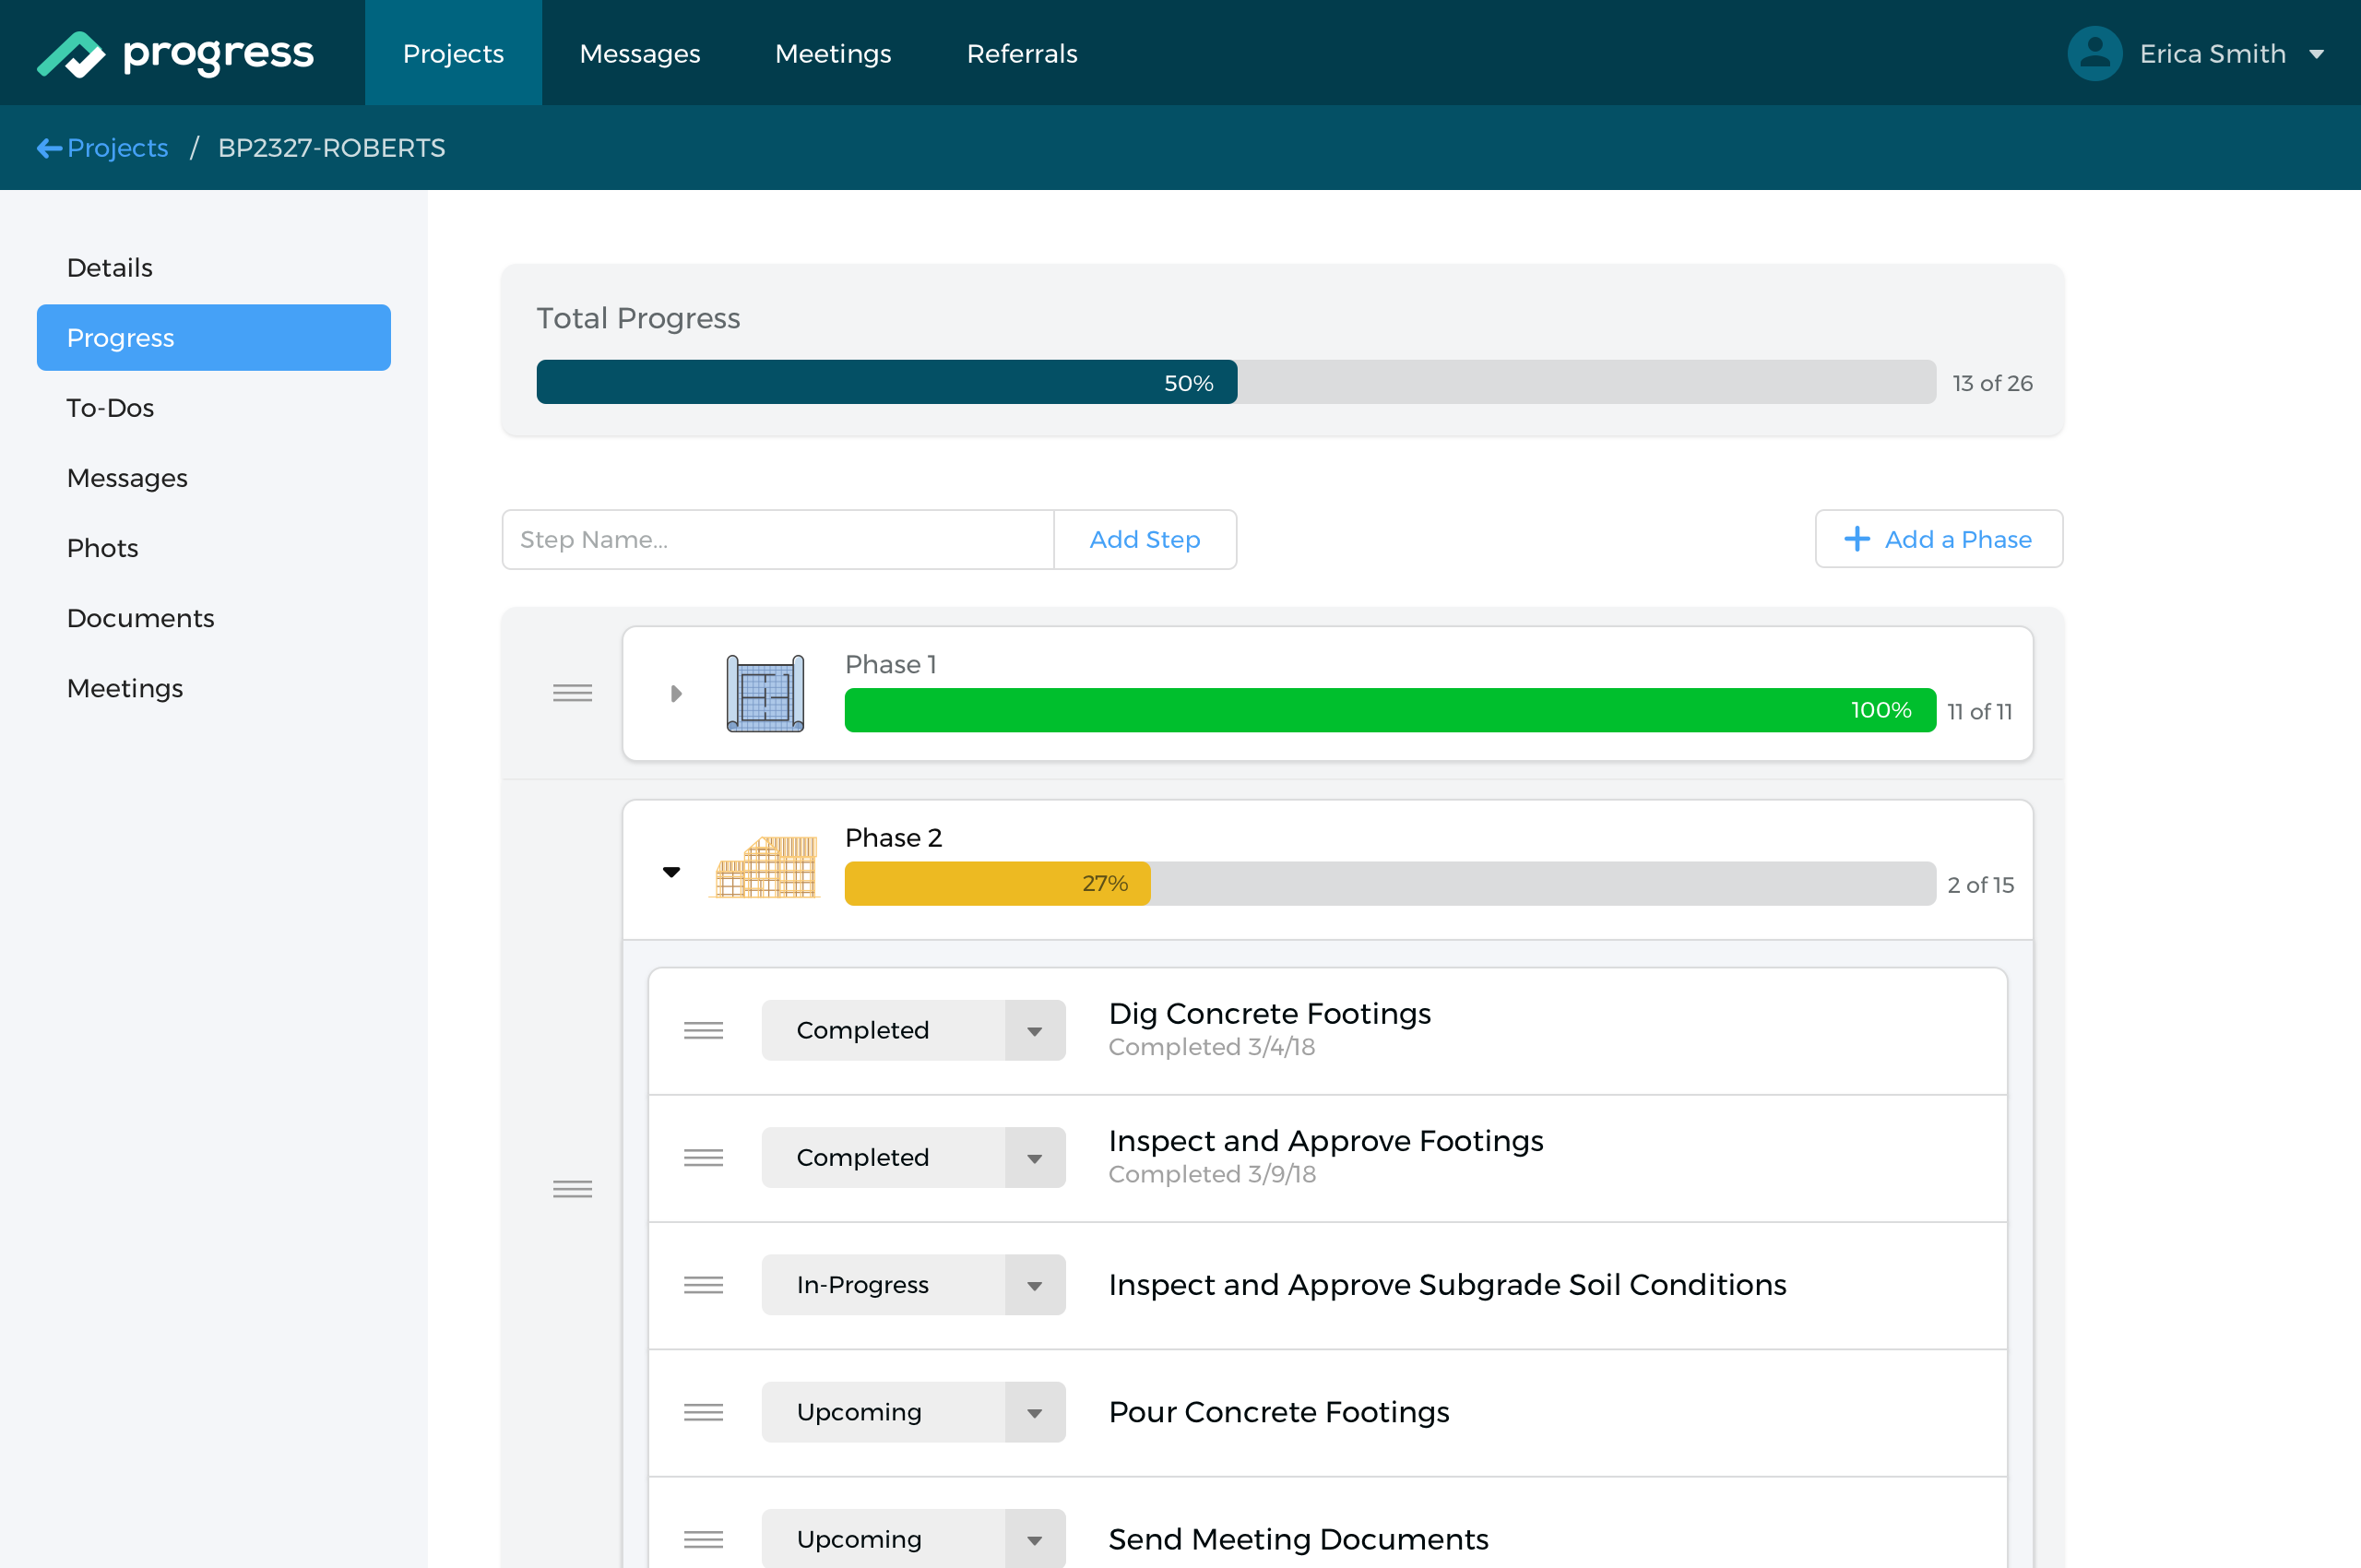 progress
Projects
Messages
Meetings
Referrals
Erica Smith
Projects / BP2327-ROBERTS
Details
Progress
To-Dos
Messages
Phots
Documents
Meetings
Total Progress
50%
13 of 26
Step Name...
Add Step
Add a Phase
Phase 1
100%
11 of 11
Phase 2
27%
2 of 15
Completed
Dig Concrete Footings
Completed 3/4/18
Completed
Inspect and Approve Footings
Completed 3/9/18
In-Progress
Inspect and Approve Subgrade Soil Conditions
Upcoming
Pour Concrete Footings
Upcoming
Send Meeting Documents